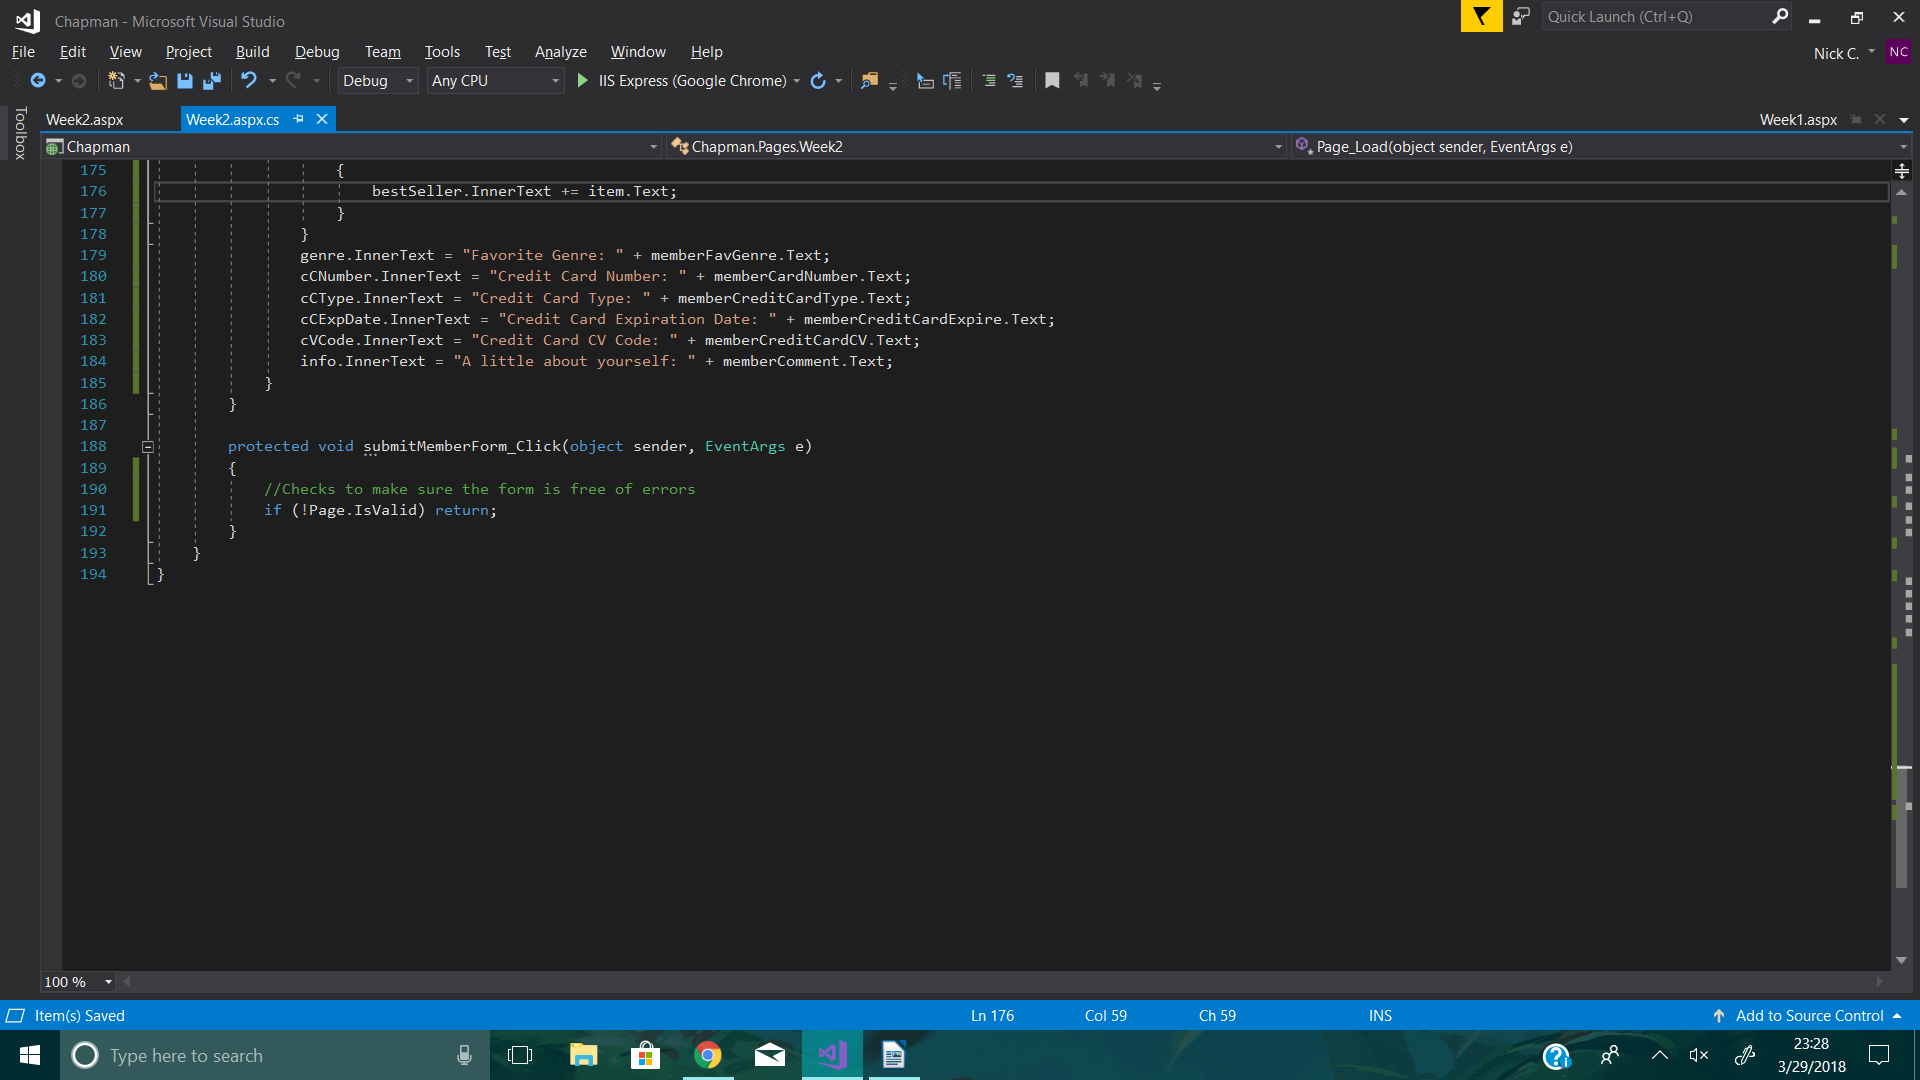 Chapman - Microsoft Visual Studio
Quick Launch (Ctrl+Q)
File Edit View Project Build Debug Team Tools Test Analyze Window Help
Nick C. NC
Debug Any CPU IIS Express (Google Chrome)
Toolbox
Week2.aspx Week2.aspx.cs Week1.aspx
Chapman Chapman.Pages.Week2 Page_Load(object sender, EventArgs e)
175 {
176 bestSeller.InnerText += item.Text;
177 }
178 }
179 genre.InnerText = "Favorite Genre: " + memberFavGenre.Text;
180 cCNumber.InnerText = "Credit Card Number: " + memberCardNumber.Text;
181 cCType.InnerText = "Credit Card Type: " + memberCreditCardType.Text;
182 cCExpDate.InnerText = "Credit Card Expiration Date: " + memberCreditCardExpire.Text;
183 cVCode.InnerText = "Credit Card CV Code: " + memberCreditCardCV.Text;
184 info.InnerText = "A little about yourself: " + memberComment.Text;
185 }
186 }
187
188 protected void submitMemberForm_Click(object sender, EventArgs e)
189 {
190 //Checks to make sure the form is free of errors
191 if (!Page.IsValid) return;
192 }
193 }
194 }
100 %
Item(s) Saved Ln 176 Col 59 Ch 59 INS Add to Source Control
Type here to search
23:28
3/29/2018